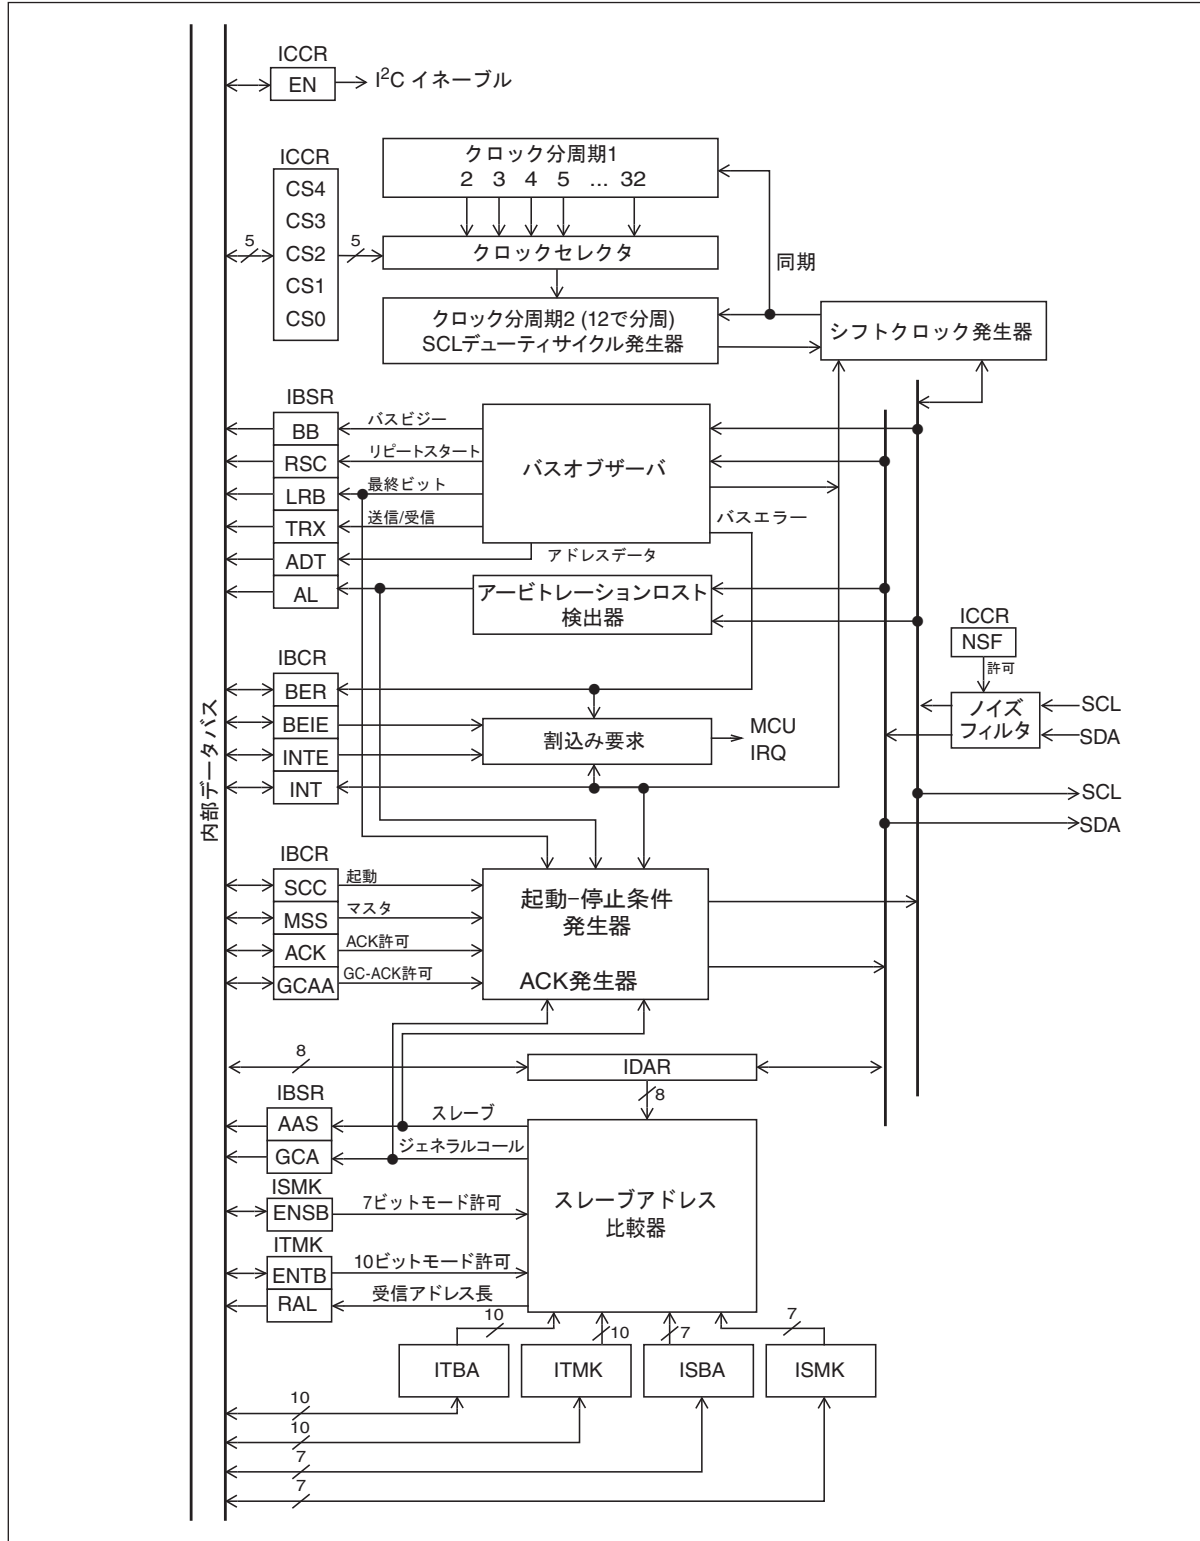 ICCR
EN
I²C イネーブル
ICCR
CS4
CS3
CS2
CS1
CS0
5
5
クロック分周期1
2 3 4 5 ... 32
クロックセレクタ
同期
クロック分周期2 (12で分周)
SCLデューティサイクル発生器
シフトクロック発生器
IBSR
BB
RSC
LRB
TRX
ADT
AL
バスビジー
リピートスタート
最終ビット
送信/受信
アドレスデータ
バスオブザーバ
バスエラー
アービトレーションロスト
検出器
ICCR
NSF
許可
ノイズ
フィルタ
SCL
SDA
SCL
SDA
IBCR
BER
BEIE
INTE
INT
割込み要求
MCU
IRQ
内部データバス
IBCR
SCC
MSS
ACK
GCAA
起動
マスタ
ACK許可
GC-ACK許可
起動-停止条件
発生器
ACK発生器
8
IDAR
8
IBSR
AAS
GCA
スレーブ
ジェネラルコール
ISMK
ENSB
7ビットモード許可
ITMK
ENTB
RAL
10ビットモード許可
受信アドレス長
スレーブアドレス
比較器
10
10
7
7
ITBA
ITMK
ISBA
ISMK
10
10
7
7